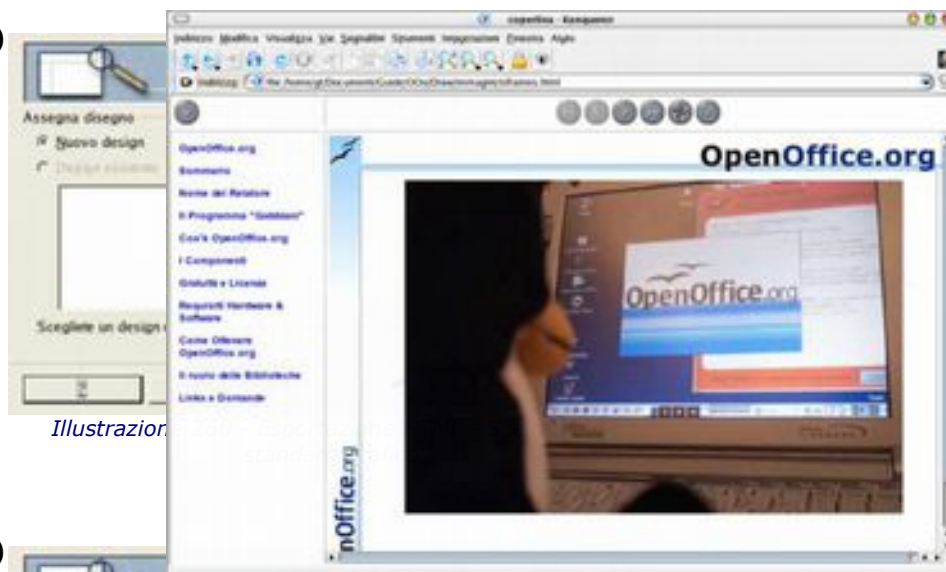 )
Assegna disegno
Nuovo design
Scegliete un design
Illustrazion
)
copertina - Konqueror
Indirizzo Modifica Visualizza Vai Segnalibri Strumenti Impostazioni Finestra Aiuto
Indirizzo:
OpenOffice.org
Sommario
Nome del Relatore
Il Programma "Gabbiani"
Cos'è OpenOffice.org
I Componenti
Gratuito e Licenza
Requisiti Hardware &
Software
Come Ottenere
OpenOffice.org
Il ruolo delle Biblioteche
Links e Domande
OpenOffice.org
OpenOffice.org
nOffice.org